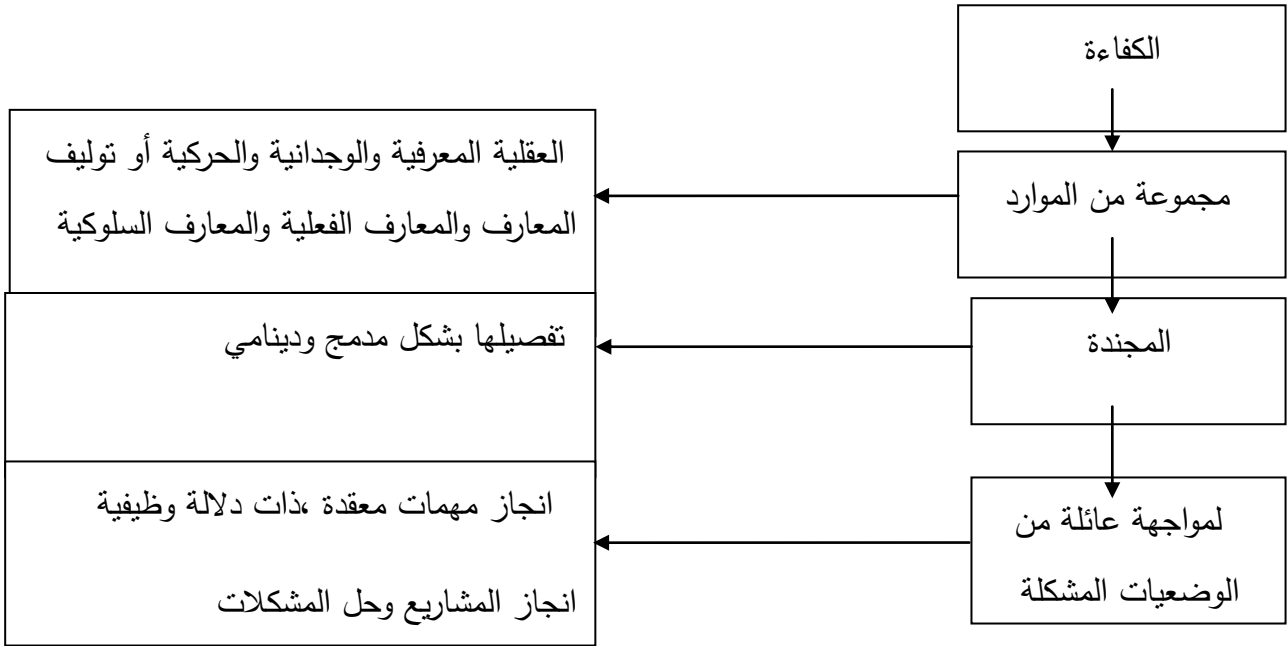 الكفاءة
مجموعة من الموارد
العقلية المعرفية والوجدانية والحركية أو توليف
المعارف والمعارف الفعلية والمعارف السلوكية
المجندة
تفصيلها بشكل مدمج ودينامي
لمواجهة عائلة من
الوضعيات المشكلة
انجاز مهمات معقدة ،ذات دلالة وظيفية
انجاز المشاريع وحل المشكلات